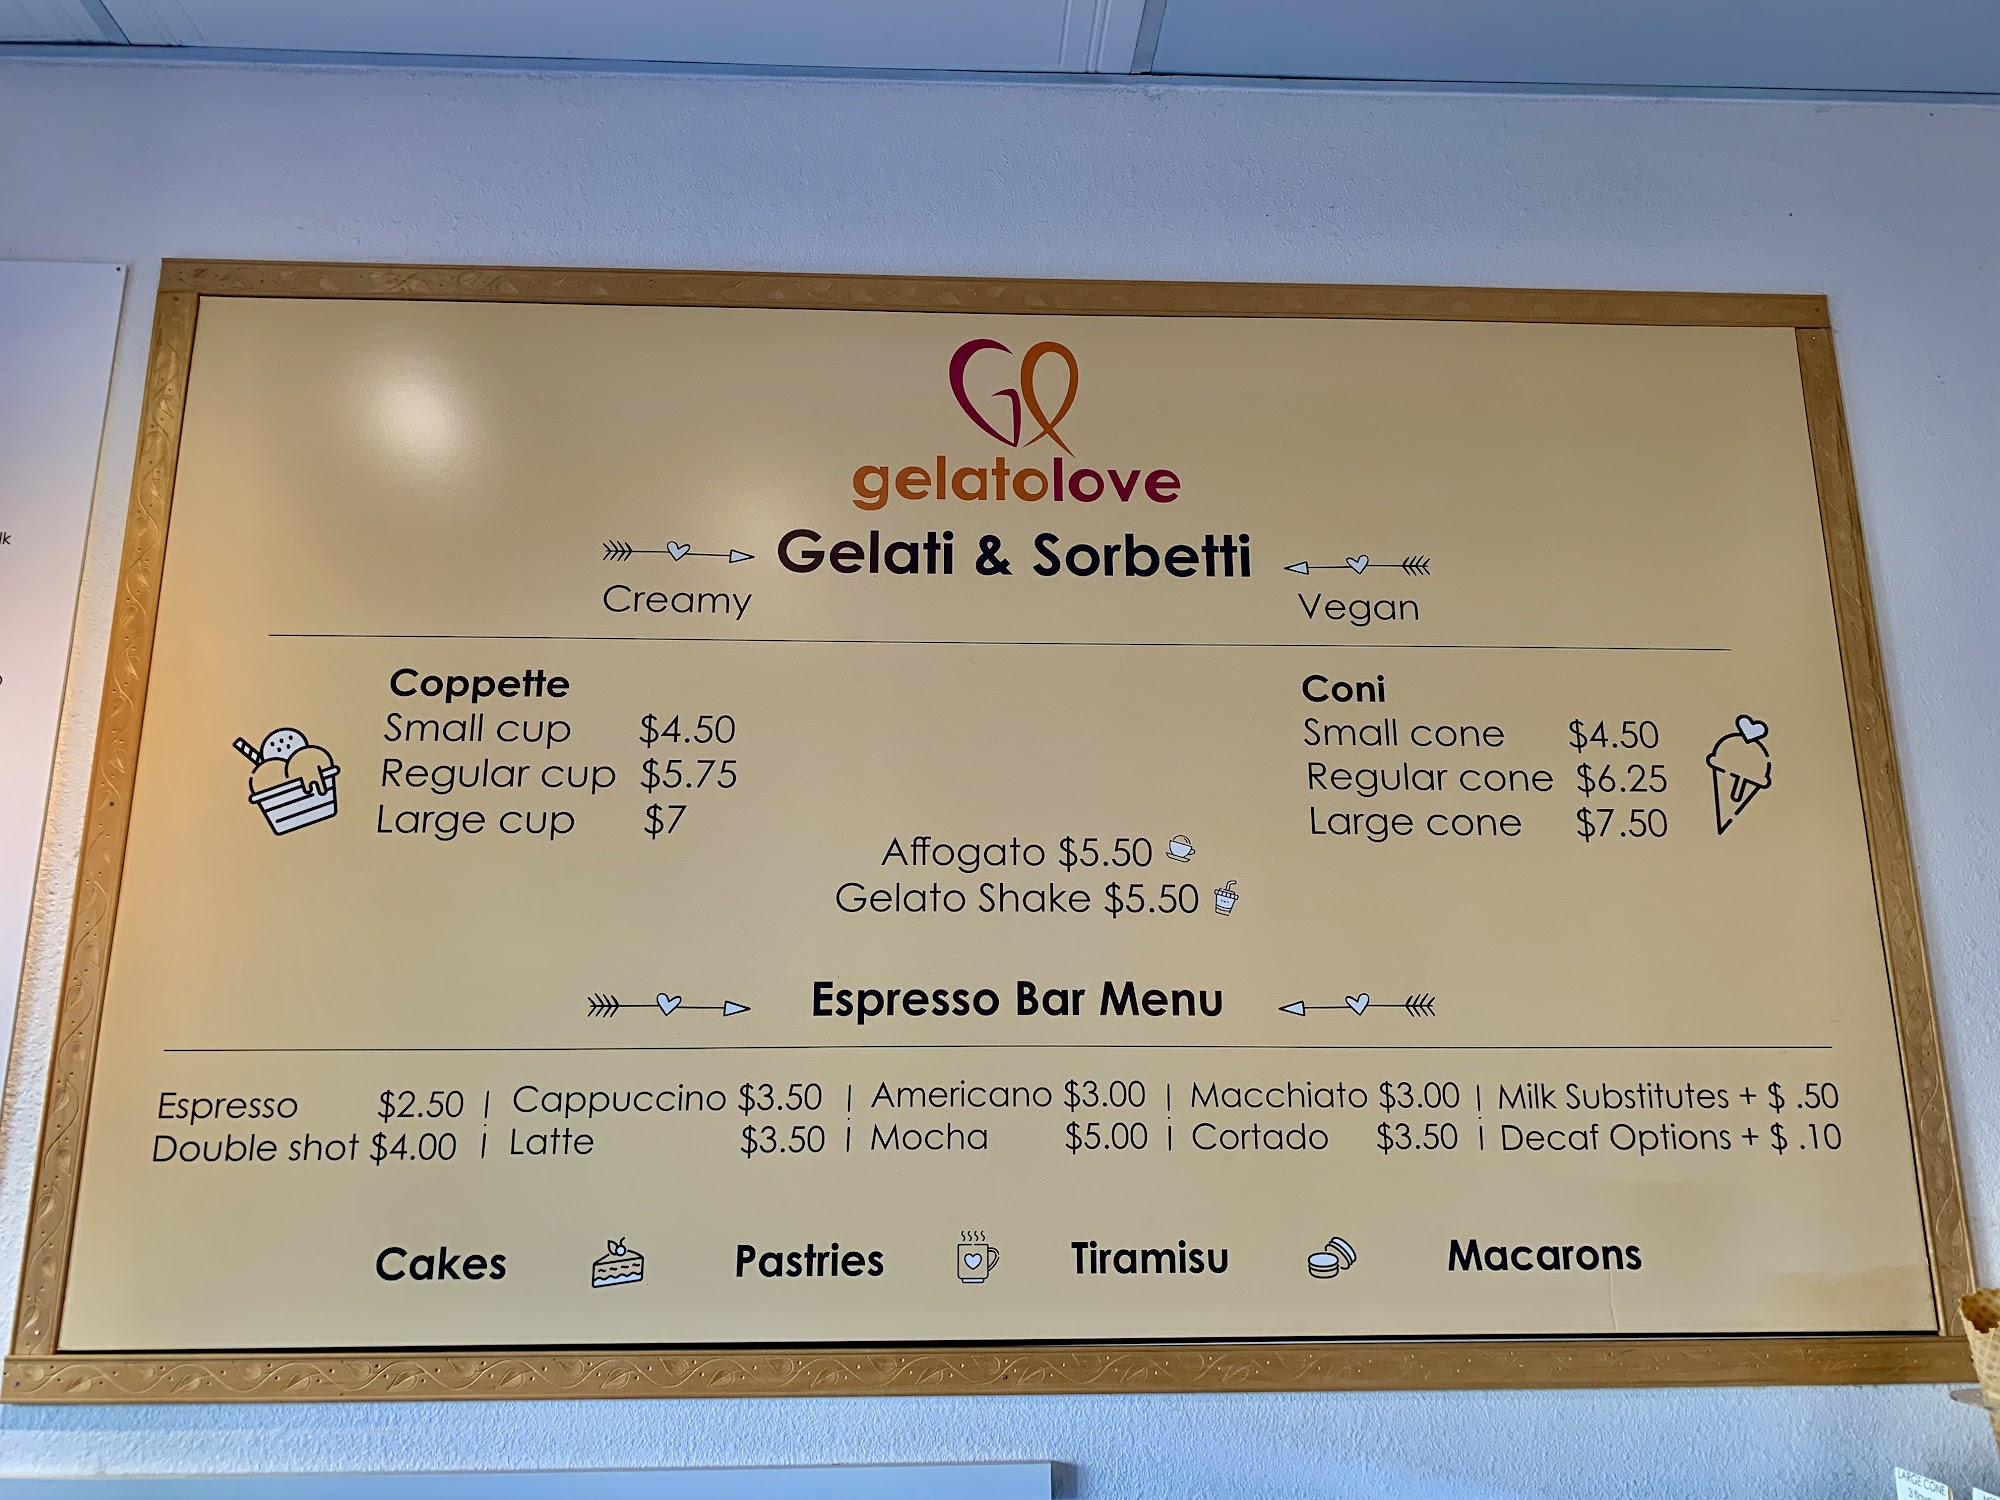 gelatolove
Gelati & Sorbetti
Creamy
Vegan
Coppette
Small cup $4.50
Regular cup $5.75
Large cup $7
Coni
Small cone $4.50
Regular cone $6.25
Large cone $7.50
Affogato $5.50
Gelato Shake $5.50
Espresso Bar Menu
Espresso $2.50 | Cappuccino $3.50 | Americano $3.00 | Macchiato $3.00 | Milk Substitutes + $ .50
Double shot $4.00 | Latte $3.50 | Mocha $5.00 | Cortado $3.50 | Decaf Options + $ .10
Cakes Pastries Tiramisu Macarons
LARGE CONE